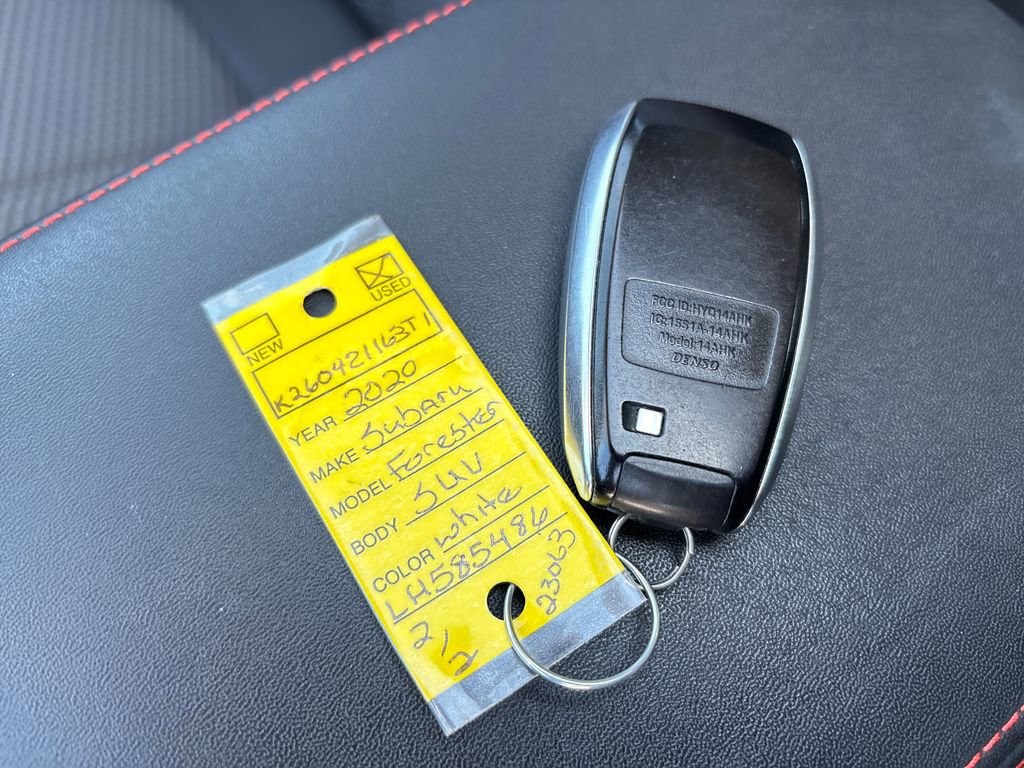 USED
NEW
K260921163T1
YEAR 2020
MAKE Subaru
MODEL Forester
BODY SUV
COLOR white
LH585486
2/2
23063
FCC ID:HYQ14AHK
IC:1551A-14AHK
Model:14AHK
DENSO